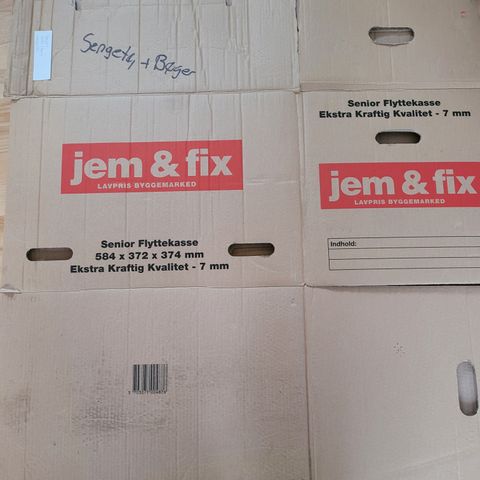 Sengetøj + Bøger
jem & fix
LAVPRIS BYGGEMARKED
Senior Flyttekasse
584 x 372 x 374 mm
Ekstra Kraftig Kvalitet - 7 mm
Senior Flyttekasse
Ekstra Kraftig Kvalitet - 7 mm
jem & fix
LAVPRIS BYGGEMARKED
Indhold: